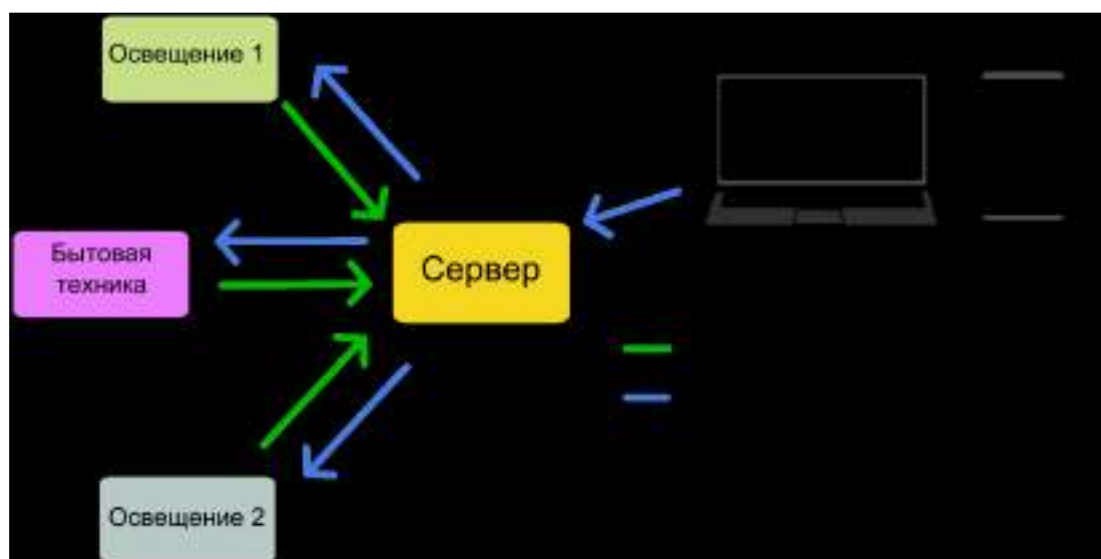 Освещение 1
Бытовая
техника
Сервер
Освещение 2